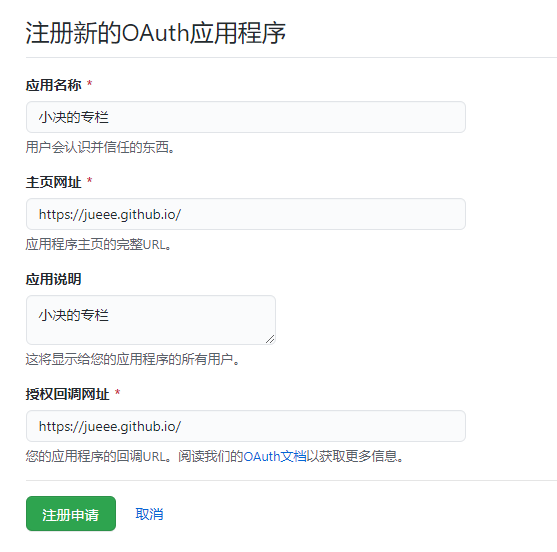 注册新的OAuth应用程序
应用名称 *
小决的专栏
用户会认识并信任的东西。
主页网址 *
https://jueee.github.io/
应用程序主页的完整URL。
应用说明
小决的专栏
这将显示给您的应用程序的所有用户。
授权回调网址 *
https://jueee.github.io/
您的应用程序的回调URL。阅读我们的OAuth文档以获取更多信息。
注册申请 取消